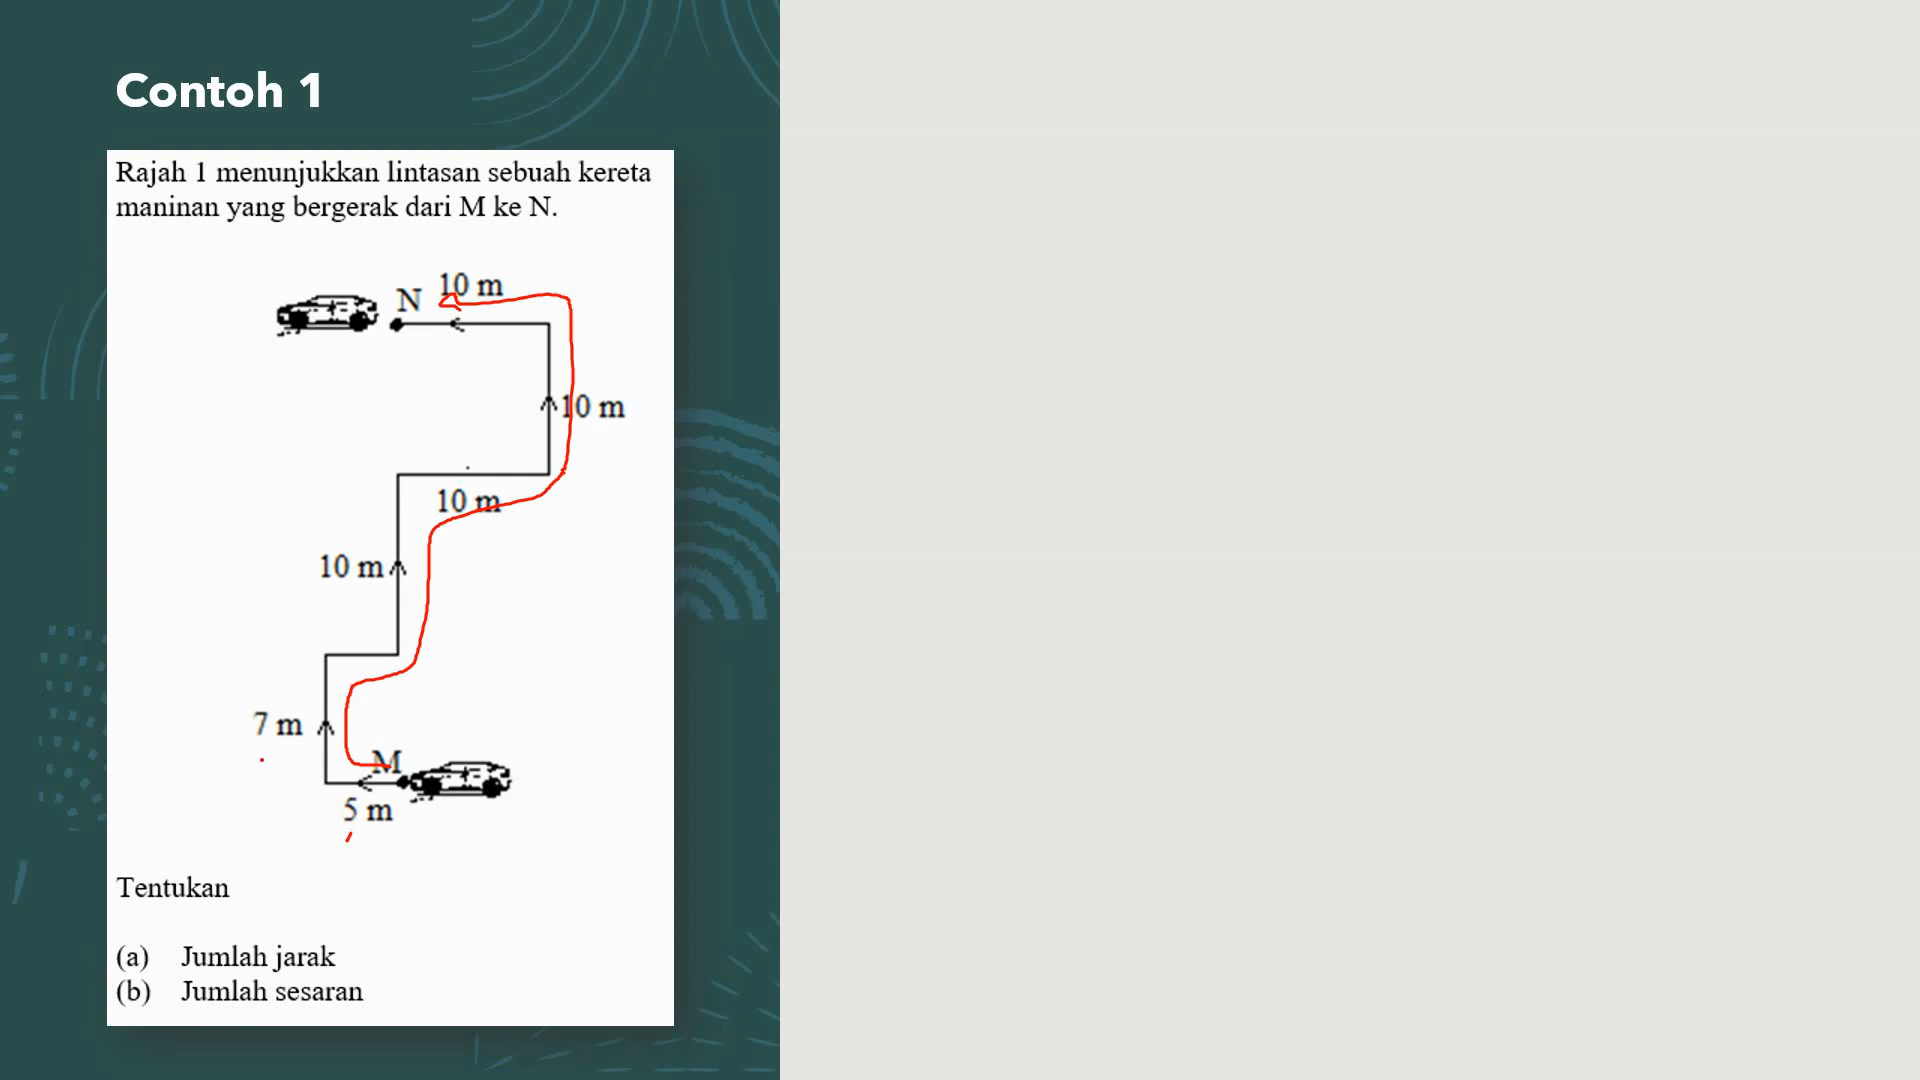 Contoh 1
Rajah 1 menunjukkan lintasan sebuah kereta
maninan yang bergerak dari M ke N.
N
10 m
10 m
10 m
10 m
7 m
M
5 m
Tentukan
(a) Jumlah jarak
(b) Jumlah sesaran